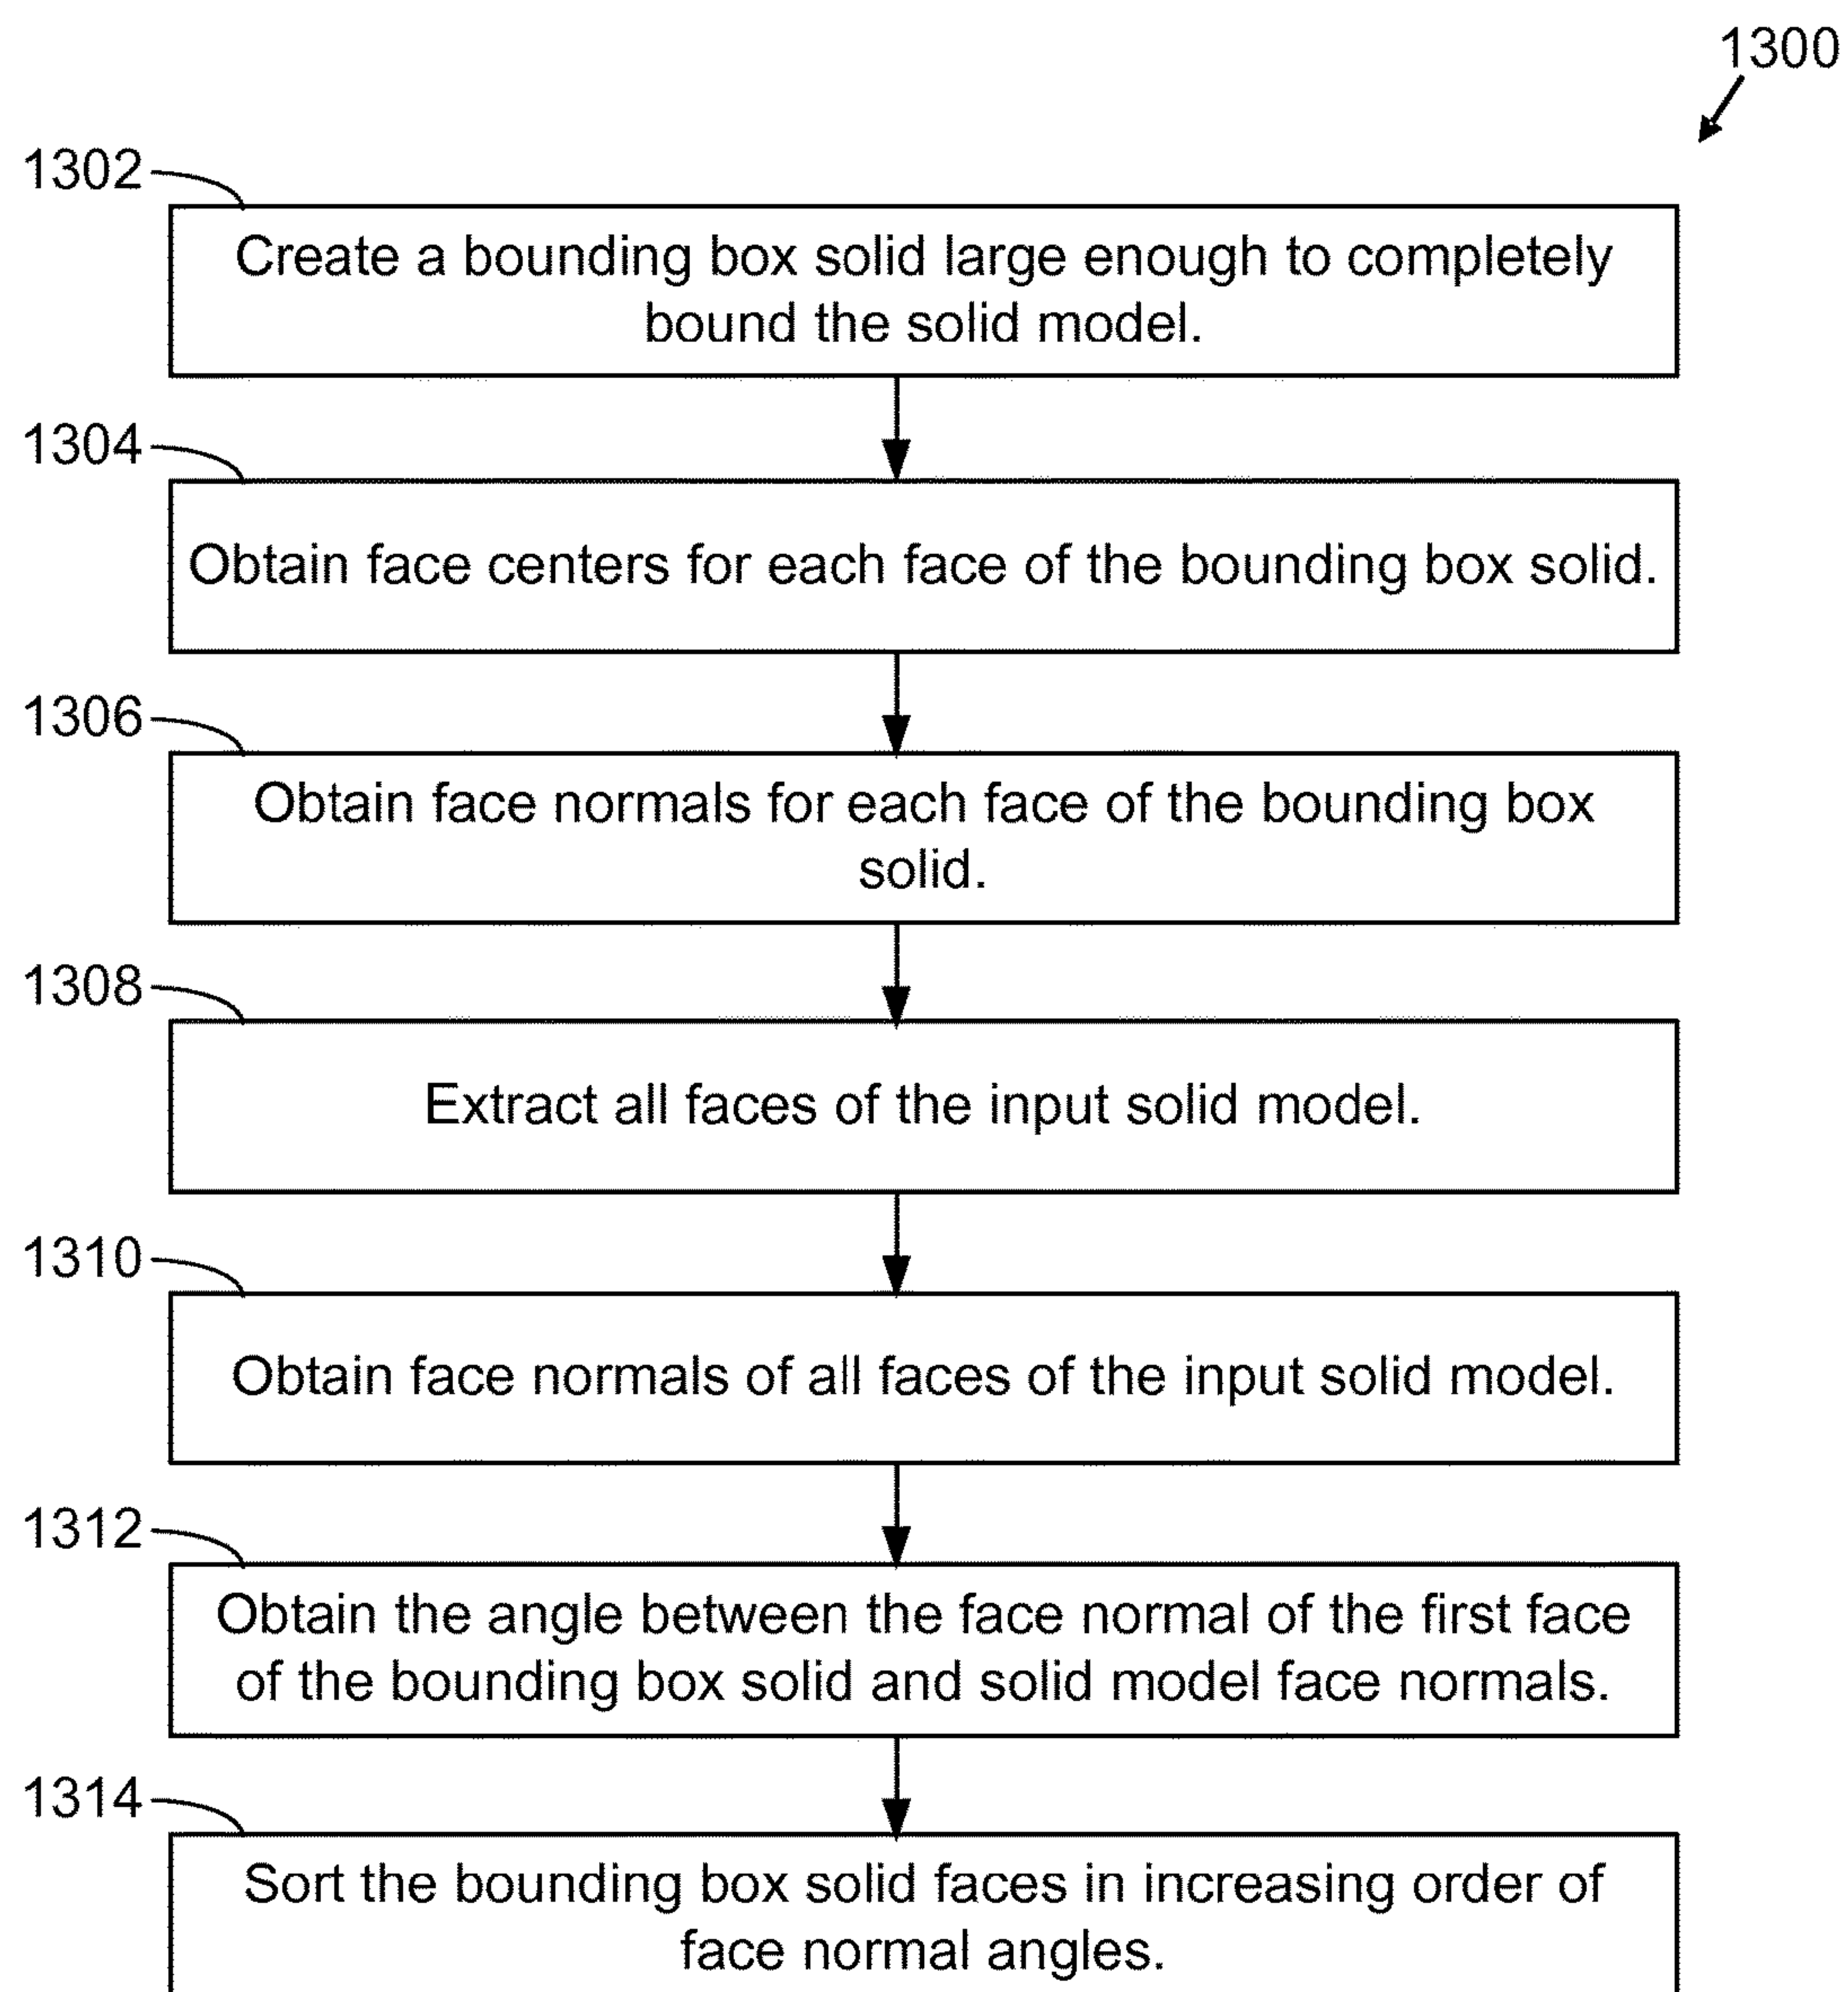 1300
1302
Create a bounding box solid large enough to completely
bound the solid model.
1304
Obtain face centers for each face of the bounding box solid.
1306
Obtain face normals for each face of the bounding box
solid.
1308
Extract all faces of the input solid model.
1310
Obtain face normals of all faces of the input solid model.
1312
Obtain the angle between the face normal of the first face
of the bounding box solid and solid model face normals.
1314
Sort the bounding box solid faces in increasing order of
face normal angles.